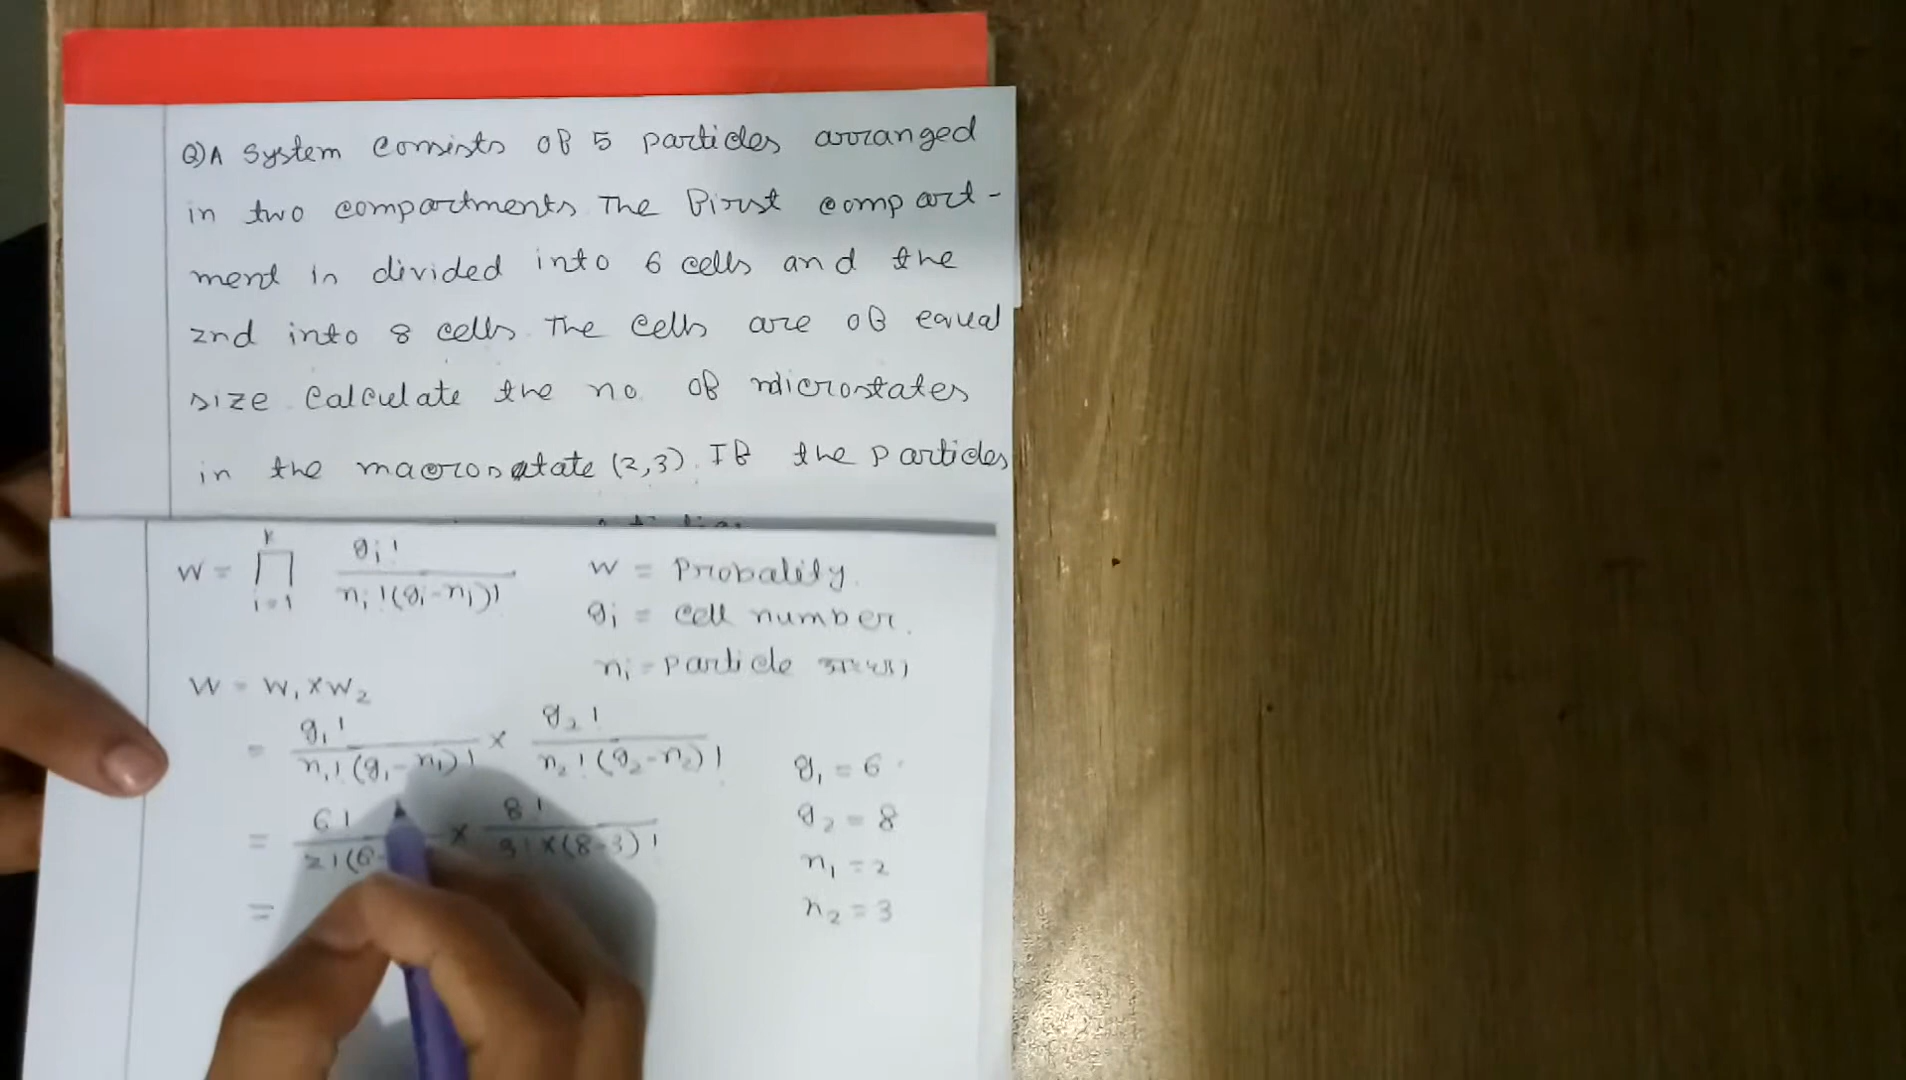 Q) A System Consists of 5 particles arranged
in two compartments The First compart-
ment is divided into 6 cells and the
2nd into 8 cells. The Cells are of equal
size. Calculate the no. of microstates
in the macrostate (2,3). If the particles
W = ∏ i=1 gi! / ni!(gi-ni)!
W = Probality.
gi = cell number.
ni = particle
W = W₁ × W₂
= g₁! / n₁!(g₁-n₁)! × g₂! / n₂!(g₂-n₂)!
g₁ = 6
= 6! / 2!(6- × 8! / 3!×(8-3)!
g₂ = 8
n₁ = 2
=
n₂ = 3